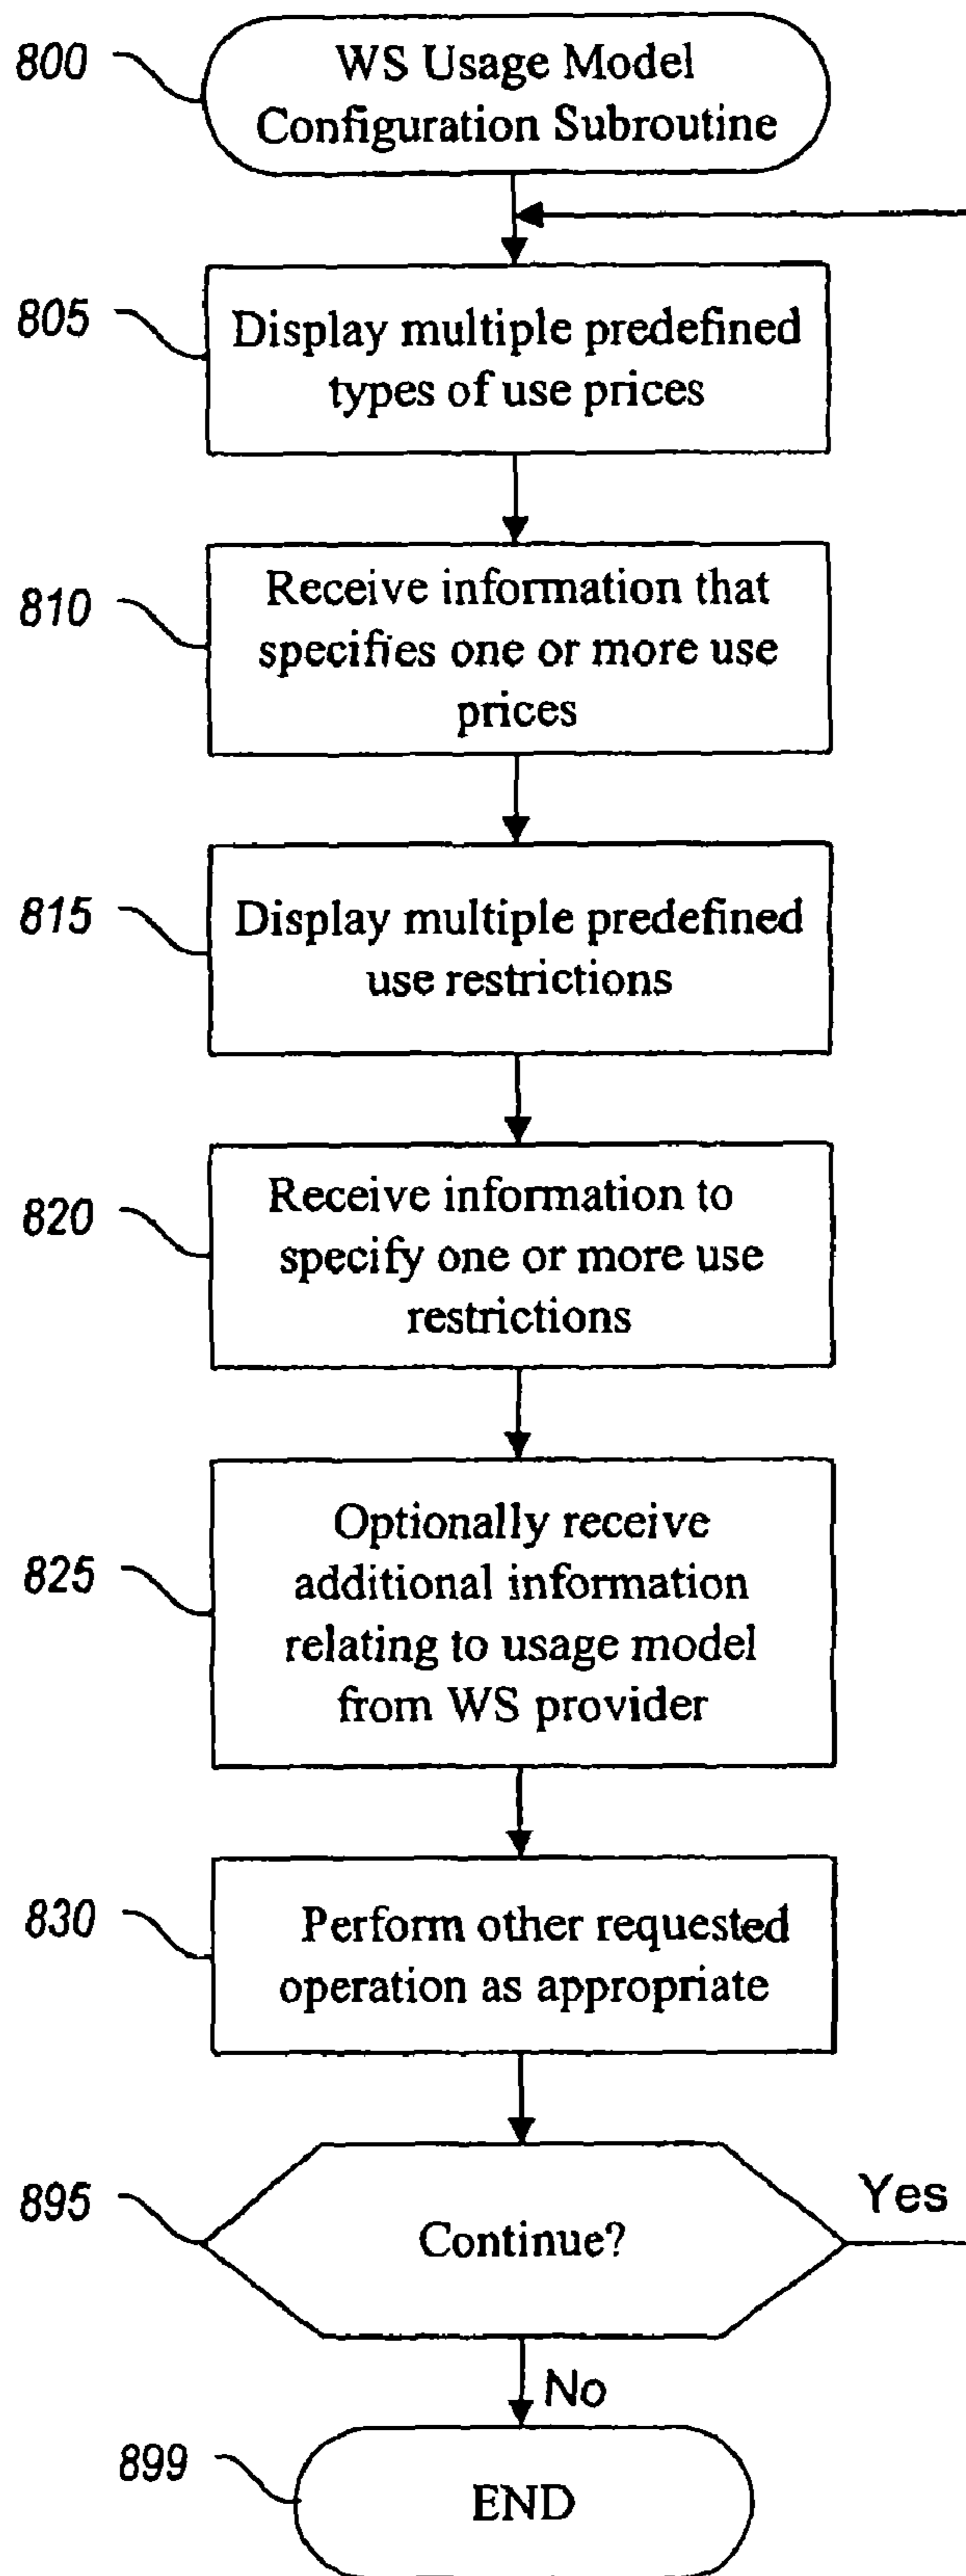 800
WS Usage Model
Configuration Subroutine
805
Display multiple predefined
types of use prices
810
Receive information that
specifies one or more use
prices
815
Display multiple predefined
use restrictions
820
Receive information to
specify one or more use
restrictions
825
Optionally receive
additional information
relating to usage model
from WS provider
830
Perform other requested
operation as appropriate
895
Continue?
Yes
No
899
END